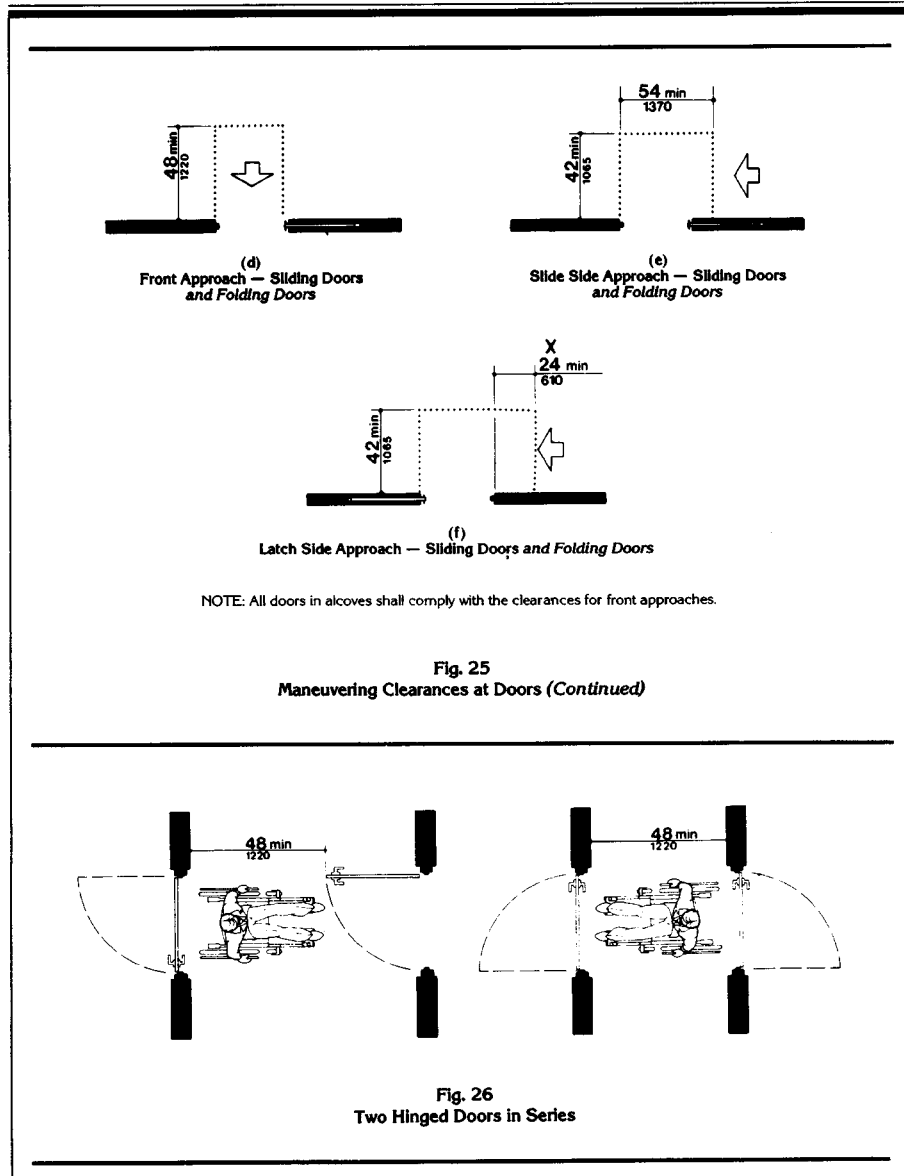 48 min
1220
(d)
Front Approach — Sliding Doors
and Folding Doors
54 min
1370
42 min
1065
(e)
Slide Side Approach — Sliding Doors
and Folding Doors
X
24 min
610
42 min
1065
(f)
Latch Side Approach — Sliding Doors and Folding Doors
NOTE: All doors in alcoves shall comply with the clearances for front approaches.
Fig. 25
Maneuvering Clearances at Doors (Continued)
48 min
1220
48 min
1220
Fig. 26
Two Hinged Doors in Series